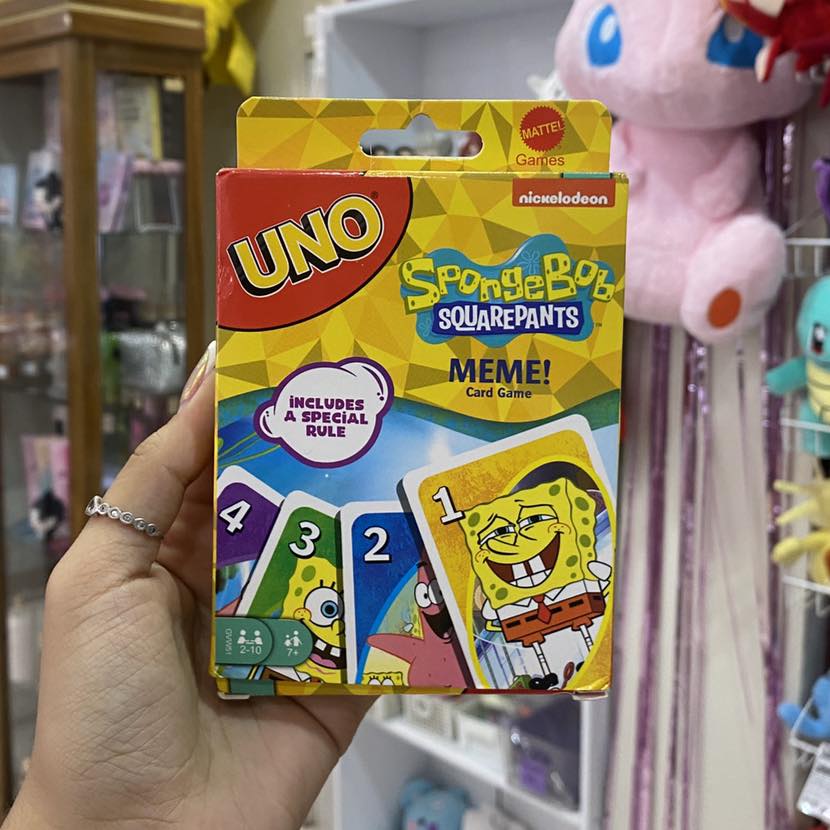 MATTEL
Games
nickelodeon
UNO
SpongeBob
SQUAREPANTS
MEME!
Card Game
INCLUDES
A SPECIAL
RULE
4
3
2
1
2-10
7+